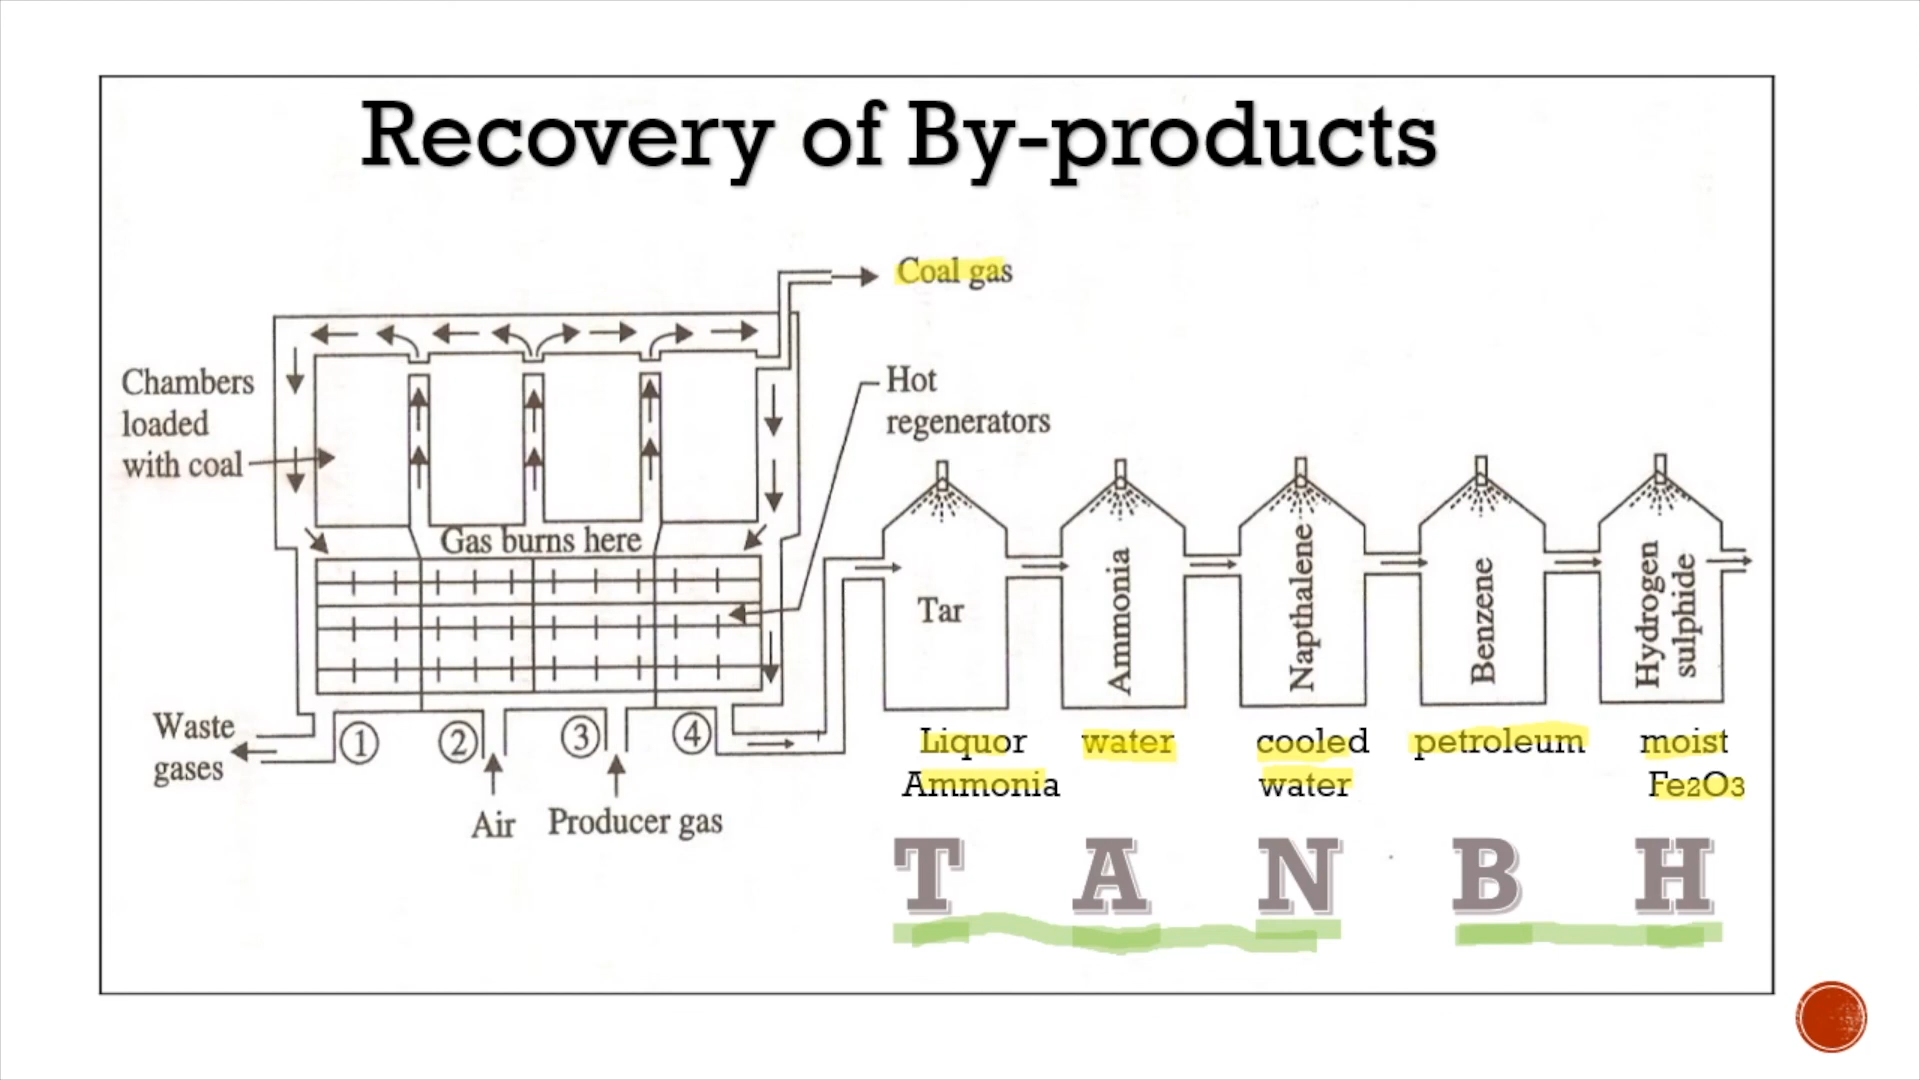 Recovery of By-products
Coal gas
Chambers
loaded
with coal
Hot
regenerators
Gas burns here
Tar
Ammonia
Napthalene
Benzene
Hydrogen
sulphide
Waste
gases
1
2
3
4
Air
Producer gas
Liquor
Ammonia
water
cooled
water
petroleum
moist
Fe2O3
T A N B H